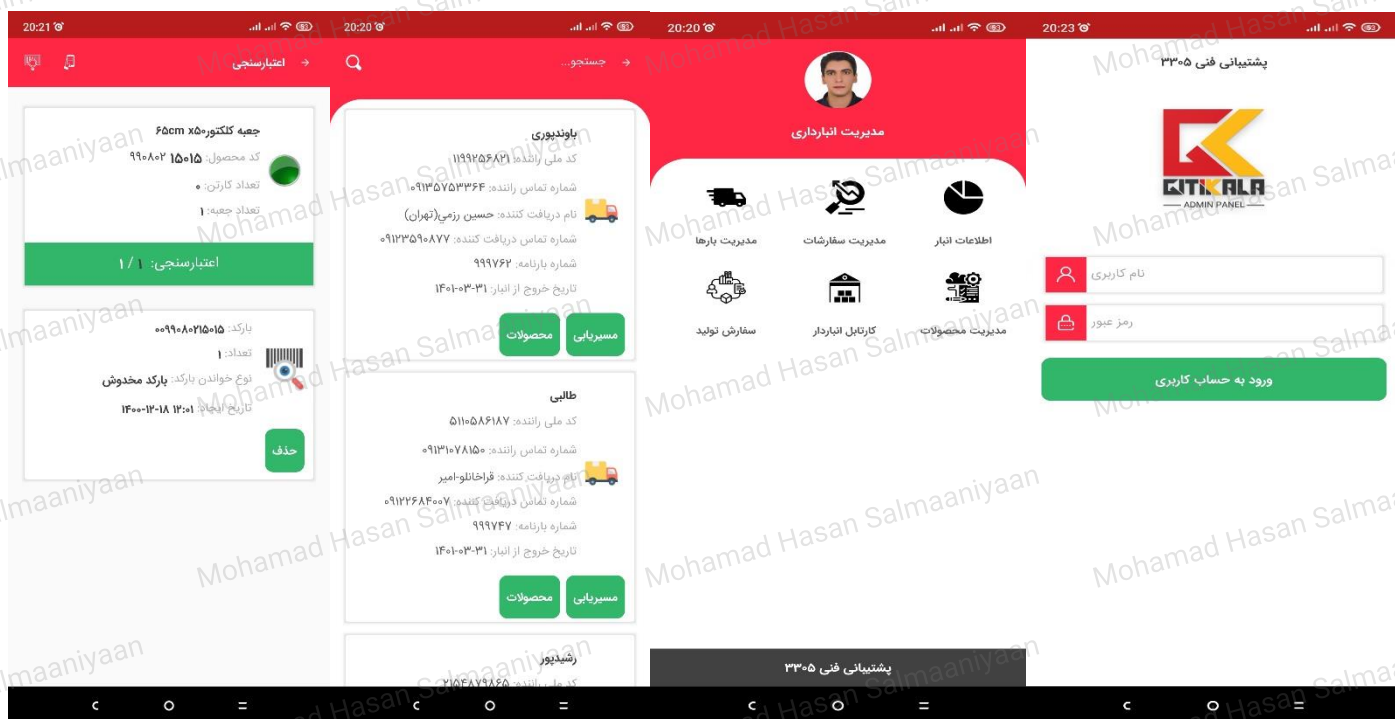 20:21
اعتبارسنجی
جعبه کلکتور۵۰x ۶۵cm
کد محصول: ۱۵۰۱۵ ۹۹۰۸۰۲
تعداد کارتن: ۰
تعداد جعبه: ۱
اعتبارسنجی: ۱ / ۱
بارکد: ۰۰۹۹۰۸۰۲۱۵۰۱۵
تعداد: ۱
نوع خواندن بارکد: بارکد مخدوش
تاریخ ایجاد: ۱۲:۰۱ ۱۸-۱۲-۱۴۰۰
حذف
20:20
جستجو...
باوندپوری
کد ملی راننده: ۱۱۹۹۲۵۶۸۲۱
شماره تماس راننده: ۰۹۱۳۵۷۵۳۳۶۴
نام دریافت کننده: حسین رزمي(تهران)
شماره تماس دریافت کننده: ۰۹۱۲۳۵۹۰۸۷۷
شماره بارنامه: ۹۹۹۷۶۲
تاریخ خروج از انبار: ۳۱-۰۳-۱۴۰۱
مسیریابی
محصولات
طالبی
کد ملی راننده: ۵۱۱۰۵۸۶۱۸۷
شماره تماس راننده: ۰۹۱۳۱۰۷۸۱۵۰
نام دریافت کننده: قراخانلو-امیر
شماره تماس دریافت کننده: ۰۹۱۲۲۶۸۴۰۰۷
شماره بارنامه: ۹۹۹۷۴۷
تاریخ خروج از انبار: ۳۱-۰۳-۱۴۰۱
مسیریابی
محصولات
رشیدپور
کد ملی راننده: ۲۱۵۴۸۷۹۸۶۵
20:20
مدیریت انبارداری
اطلاعات انبار
مدیریت سفارشات
مدیریت بارها
مدیریت محصولات
کارتابل انباردار
سفارش تولید
پشتیبانی فنی ۳۳۰۵
20:23
پشتیبانی فنی ۳۳۰۵
GITIKALA
ADMIN PANEL
نام کاربری
رمز عبور
ورود به حساب کاربری
Mohamad Hasan Salmaaniyaan